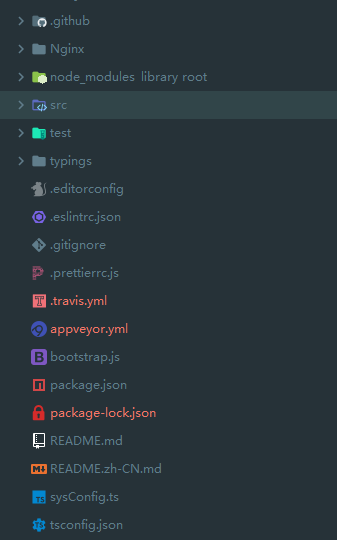 .github
Nginx
node_modules library root
src
test
typings
.editorconfig
.eslintrc.json
.gitignore
.prettierrc.js
.travis.yml
appveyor.yml
bootstrap.js
package.json
package-lock.json
README.md
README.zh-CN.md
sysConfig.ts
tsconfig.json